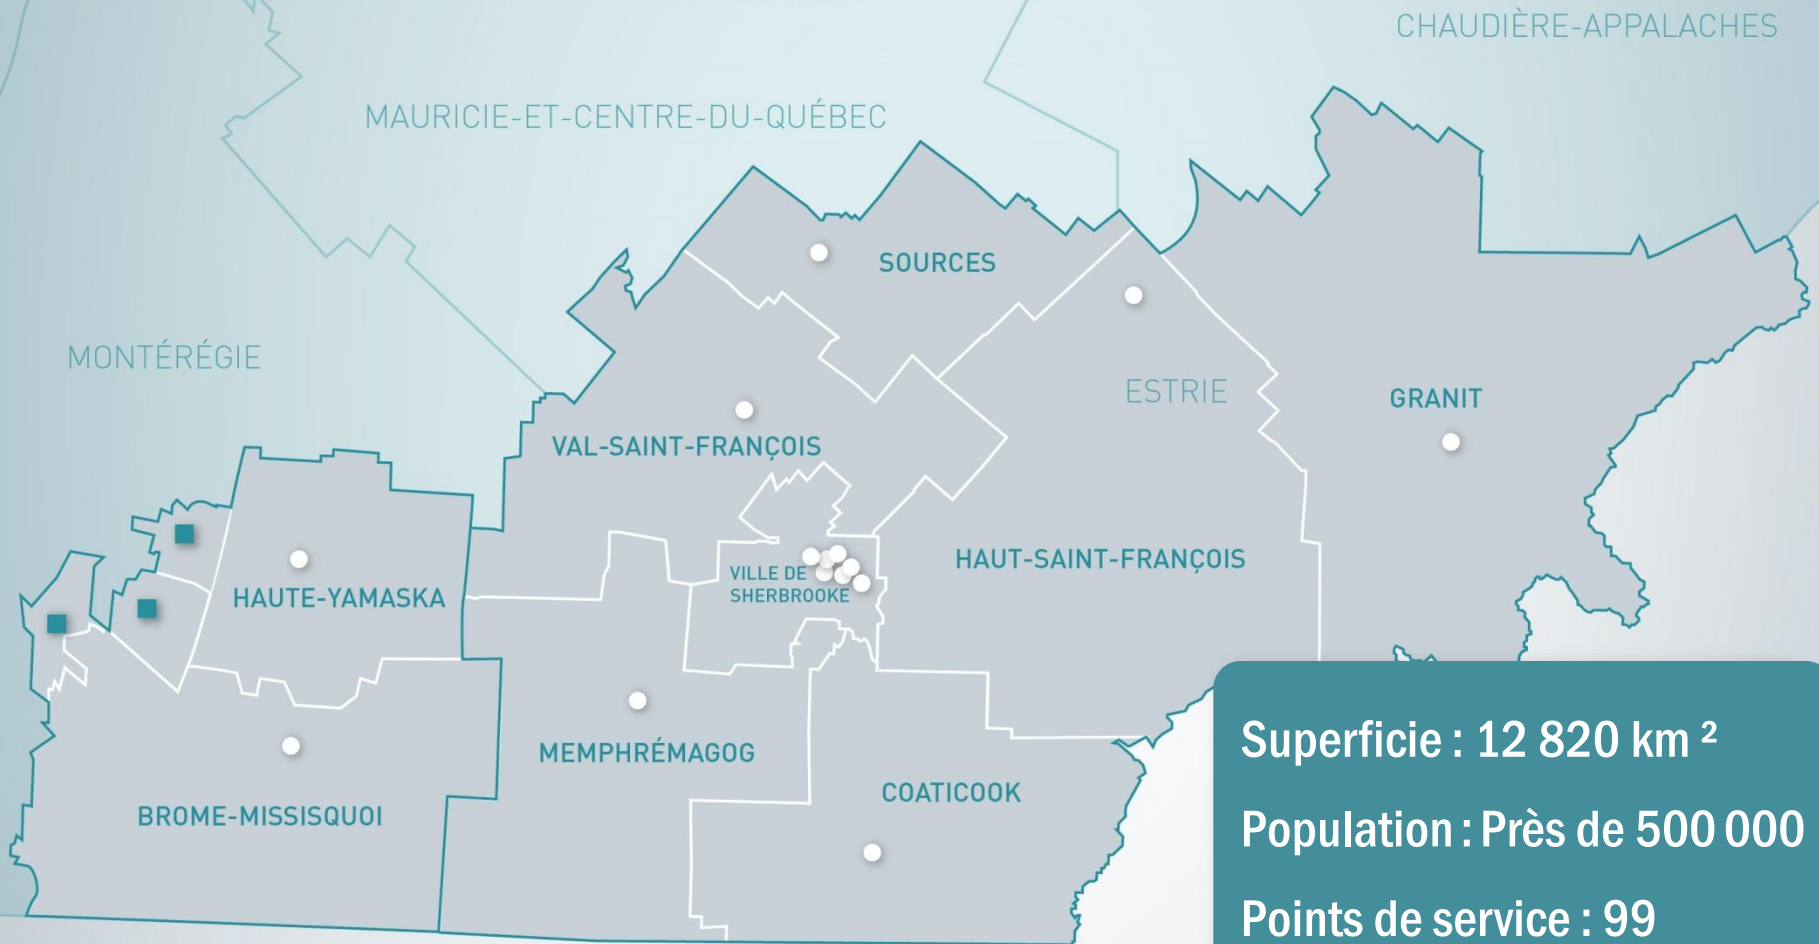 CHAUDIÈRE-APPALACHES
MAURICIE-ET-CENTRE-DU-QUÉBEC
SOURCES
MONTÉRÉGIE
ESTRIE
GRANIT
VAL-SAINT-FRANÇOIS
HAUT-SAINT-FRANÇOIS
VILLE DE
SHERBROOKE
HAUTE-YAMASKA
MEMPHRÉMAGOG
COATICOOK
BROME-MISSISQUOI
Superficie : 12 820 km ²
Population : Près de 500 000
Points de service : 99